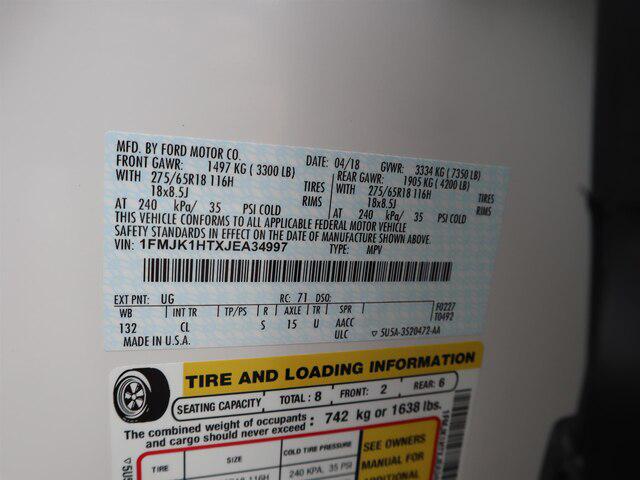 MFD. BY FORD MOTOR CO. DATE: 04/18 GVWR: 3334 KG (7350 LB)
FRONT GAWR: 1497 KG (3300 LB) REAR GAWR: 1905 KG (4200 LB)
WITH 275/65R18 116H TIRES WITH 275/65R18 116H TIRES
18x8.5J RIMS 18x8.5J RIMS
AT 240 kPa/ 35 PSI COLD AT 240 kPa/ 35 PSI COLD
THIS VEHICLE CONFORMS TO ALL APPLICABLE FEDERAL MOTOR VEHICLE
SAFETY STANDARDS IN EFFECT ON THE DATE OF MANUFACTURE SHOWN ABOVE.
VIN: 1FMJK1HTXJEA34997 TYPE: MPV
EXT PNT: UG RC: 71 DSO: F0227
WB INT TR TP/PS R AXLE TR SPR T0492
132 CL S 15 U AACC
ULC
MADE IN U.S.A. 5U5A-3520472-AA
TIRE AND LOADING INFORMATION
SEATING CAPACITY TOTAL: 8 FRONT: 2 REAR: 6
The combined weight of occupants and cargo should never exceed: 742 kg or 1638 lbs.
TIRE SIZE COLD TIRE PRESSURE SEE OWNERS
MANUAL FOR
116H 240 KPA, 35 PSI ADDITIONAL